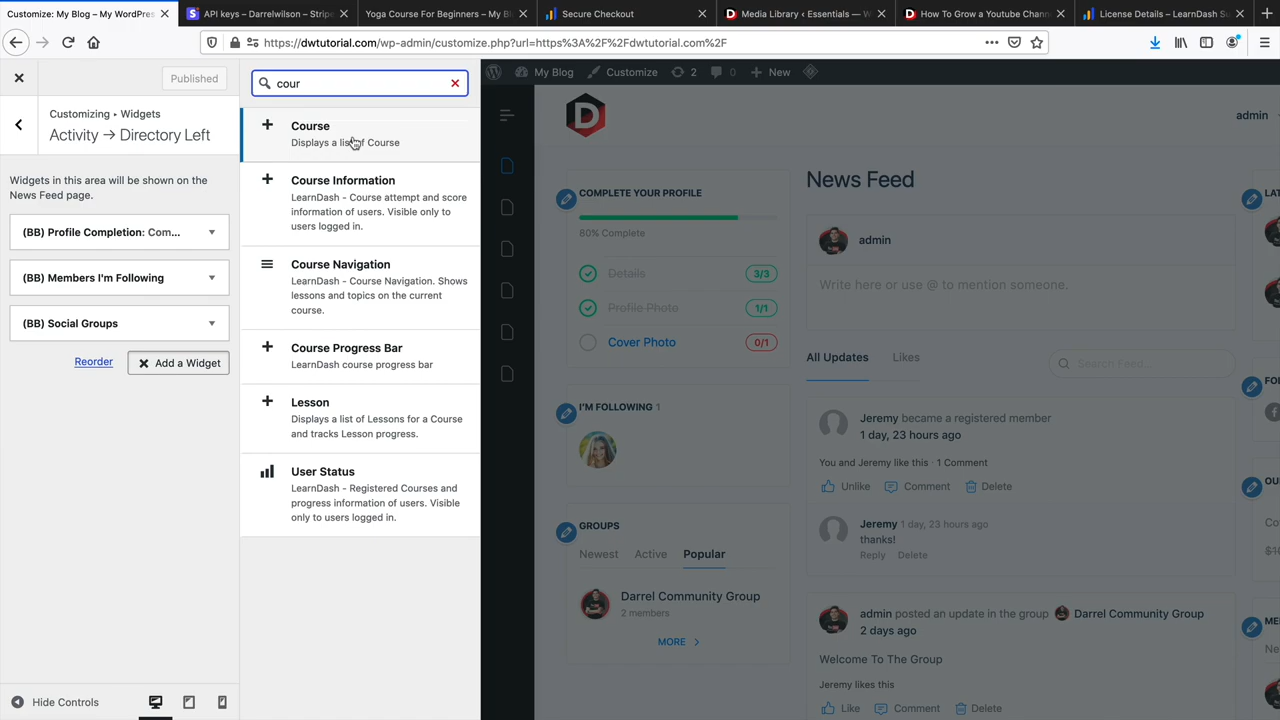 Customize: My Blog – My WordPres
API keys – Darrelwilson – Stripe
Yoga Course For Beginners – My B
Secure Checkout
Media Library ‹ Essentials — W
How To Grow a Youtube Chann
License Details – LearnDash Su
https://dwtutorial.com/wp-admin/customize.php?url=https%3A%2F%2Fdwtutorial.com%2F
Published
cour
My Blog
Customize
2
0
New
Customizing ▸ Widgets
Activity → Directory Left
Widgets in this area will be shown on the
News Feed page.
(BB) Profile Completion: Com...
(BB) Members I'm Following
(BB) Social Groups
Reorder
Add a Widget
Hide Controls
Course
Displays a list of Course
Course Information
LearnDash - Course attempt and score
information of users. Visible only to
users logged in.
Course Navigation
LearnDash - Course Navigation. Shows
lessons and topics on the current
course.
Course Progress Bar
LearnDash course progress bar
Lesson
Displays a list of Lessons for a Course
and tracks Lesson progress.
User Status
LearnDash - Registered Courses and
progress information of users. Visible
only to users logged in.
D
admin
COMPLETE YOUR PROFILE
80% Complete
Details 3/3
Profile Photo 1/1
Cover Photo 0/1
I'M FOLLOWING 1
GROUPS
Newest Active Popular
Darrel Community Group
2 members
MORE
News Feed
admin
Write here or use @ to mention someone.
All Updates Likes
Search Feed...
Jeremy became a registered member
1 day, 23 hours ago
You and Jeremy like this · 1 Comment
Unlike Comment Delete
Jeremy 1 day, 23 hours ago
thanks!
Reply Delete
admin posted an update in the group Darrel Community Group
2 days ago
Welcome To The Group
Jeremy likes this
Like Comment Delete